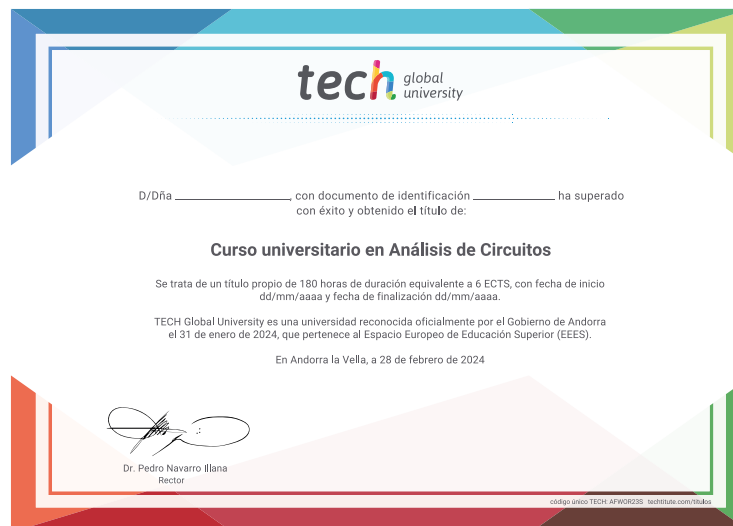 tech global university
D/Dña ____________________, con documento de identificación ______________ ha superado
con éxito y obtenido el título de:
Curso universitario en Análisis de Circuitos
Se trata de un título propio de 180 horas de duración equivalente a 6 ECTS, con fecha de inicio
dd/mm/aaaa y fecha de finalización dd/mm/aaaa.
TECH Global University es una universidad reconocida oficialmente por el Gobierno de Andorra
el 31 de enero de 2024, que pertenece al Espacio Europeo de Educación Superior (EEES).
En Andorra la Vella, a 28 de febrero de 2024
Dr. Pedro Navarro Illana
Rector
código único TECH: AFWOR23S techtitute.com/titulos